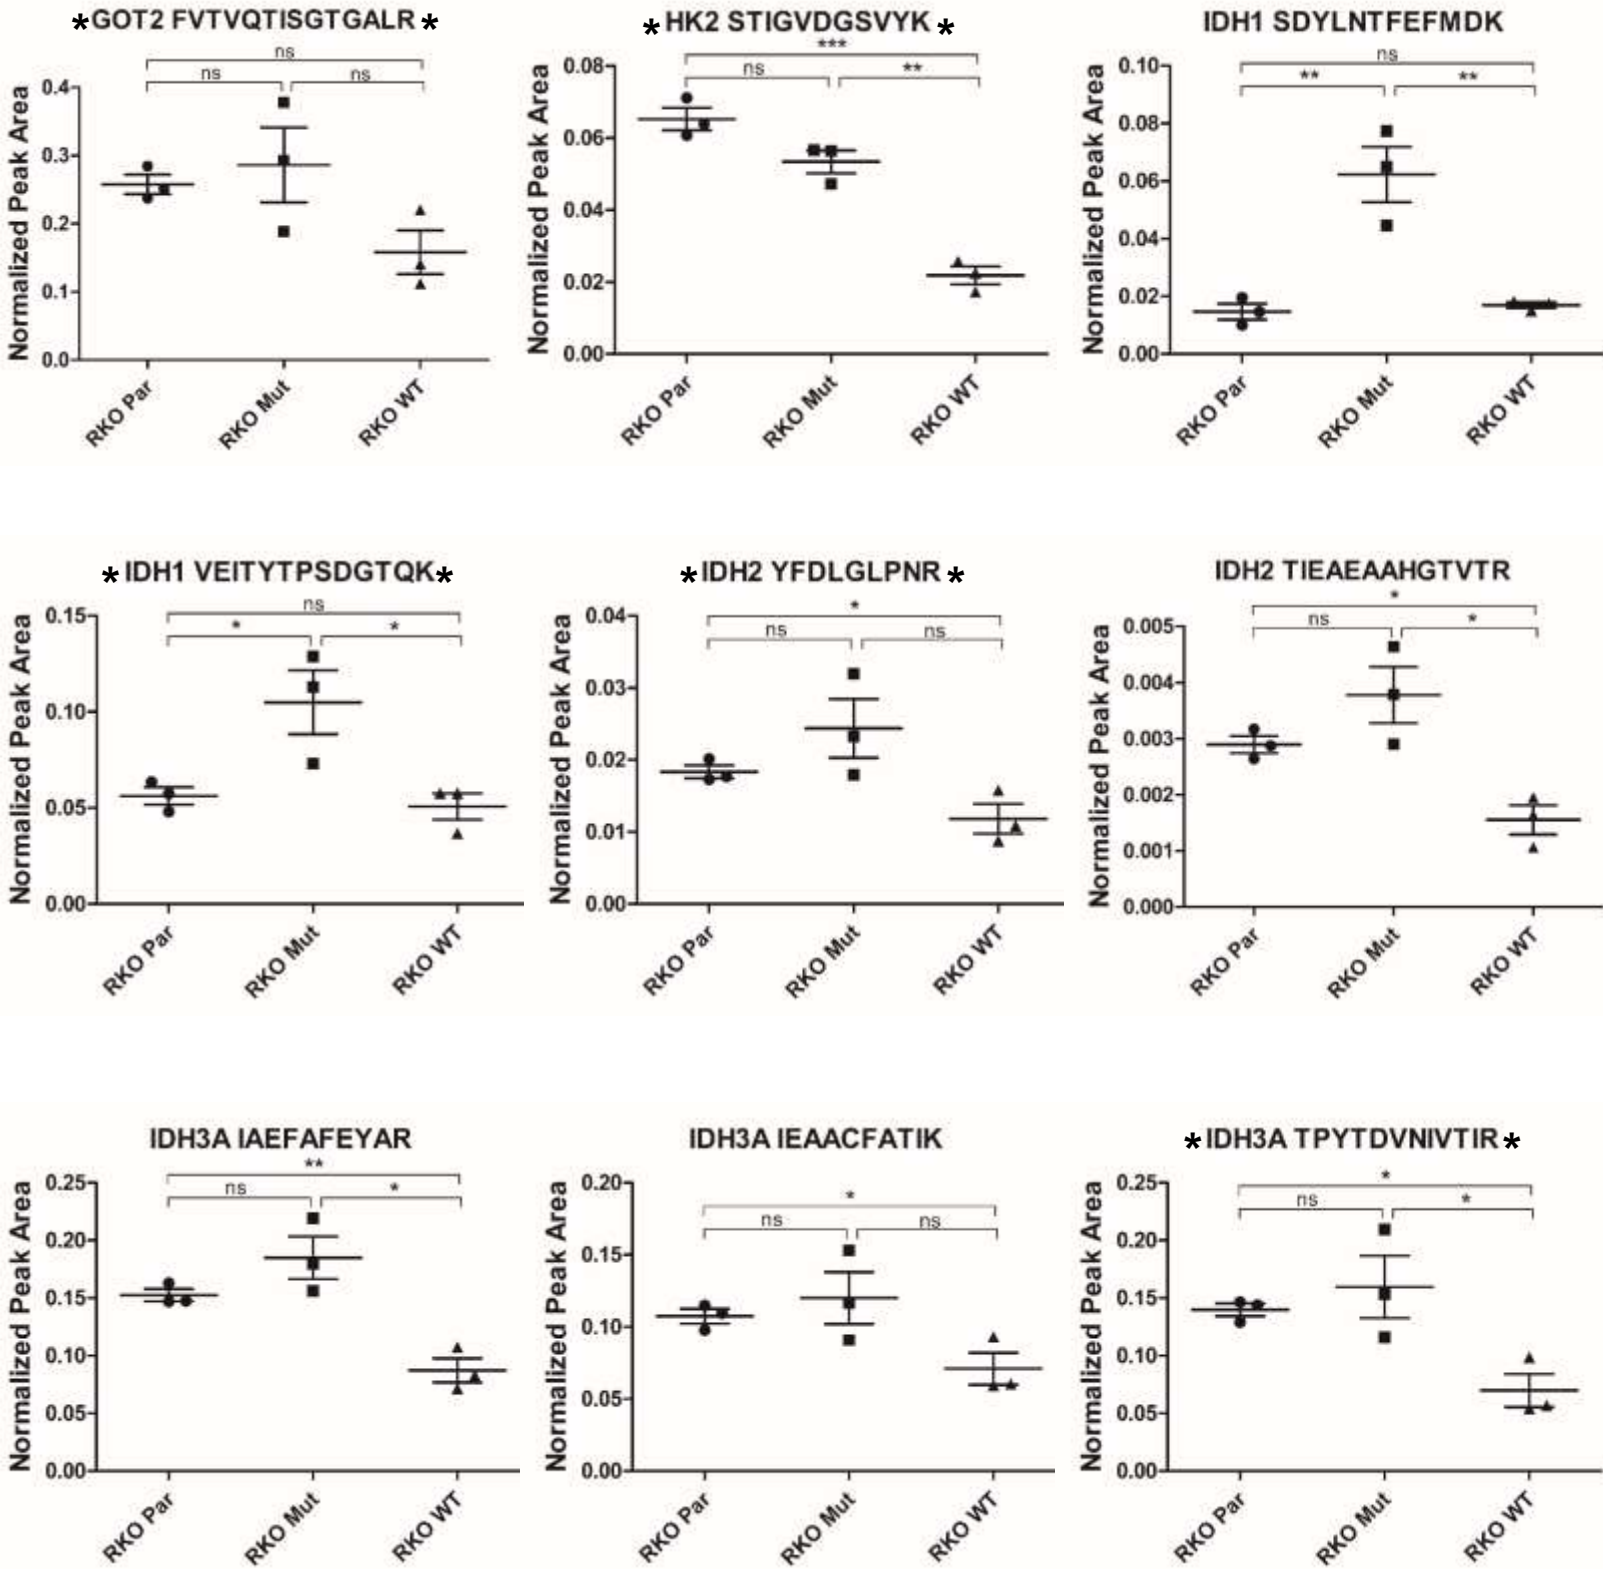 *GOT2 FVTVQTISGTGALR*
ns
ns
ns
Normalized Peak Area
0.4
0.3
0.2
0.1
0.0
RKO Par
RKO Mut
RKO WT
*HK2 STIGVDGSVYK*
***
ns
**
Normalized Peak Area
0.08
0.06
0.04
0.02
0.00
RKO Par
RKO Mut
RKO WT
IDH1 SDYLNTFEFMDK
ns
**
**
Normalized Peak Area
0.10
0.08
0.06
0.04
0.02
0.00
RKO Par
RKO Mut
RKO WT
*IDH1 VEITYTPSDGTQK*
ns
*
*
Normalized Peak Area
0.15
0.10
0.05
0.00
RKO Par
RKO Mut
RKO WT
*IDH2 YFDLGLPNR*
*
ns
ns
Normalized Peak Area
0.04
0.03
0.02
0.01
0.00
RKO Par
RKO Mut
RKO WT
IDH2 TIEAEAAHGTVTR
*
ns
*
Normalized Peak Area
0.005
0.004
0.003
0.002
0.001
0.000
RKO Par
RKO Mut
RKO WT
IDH3A IAEFAFEYAR
**
ns
*
Normalized Peak Area
0.25
0.20
0.15
0.10
0.05
0.00
RKO Par
RKO Mut
RKO WT
IDH3A IEAACFATIK
*
ns
ns
Normalized Peak Area
0.20
0.15
0.10
0.05
0.00
RKO Par
RKO Mut
RKO WT
*IDH3A TPYTDVNIVTIR*
*
ns
*
Normalized Peak Area
0.25
0.20
0.15
0.10
0.05
0.00
RKO Par
RKO Mut
RKO WT